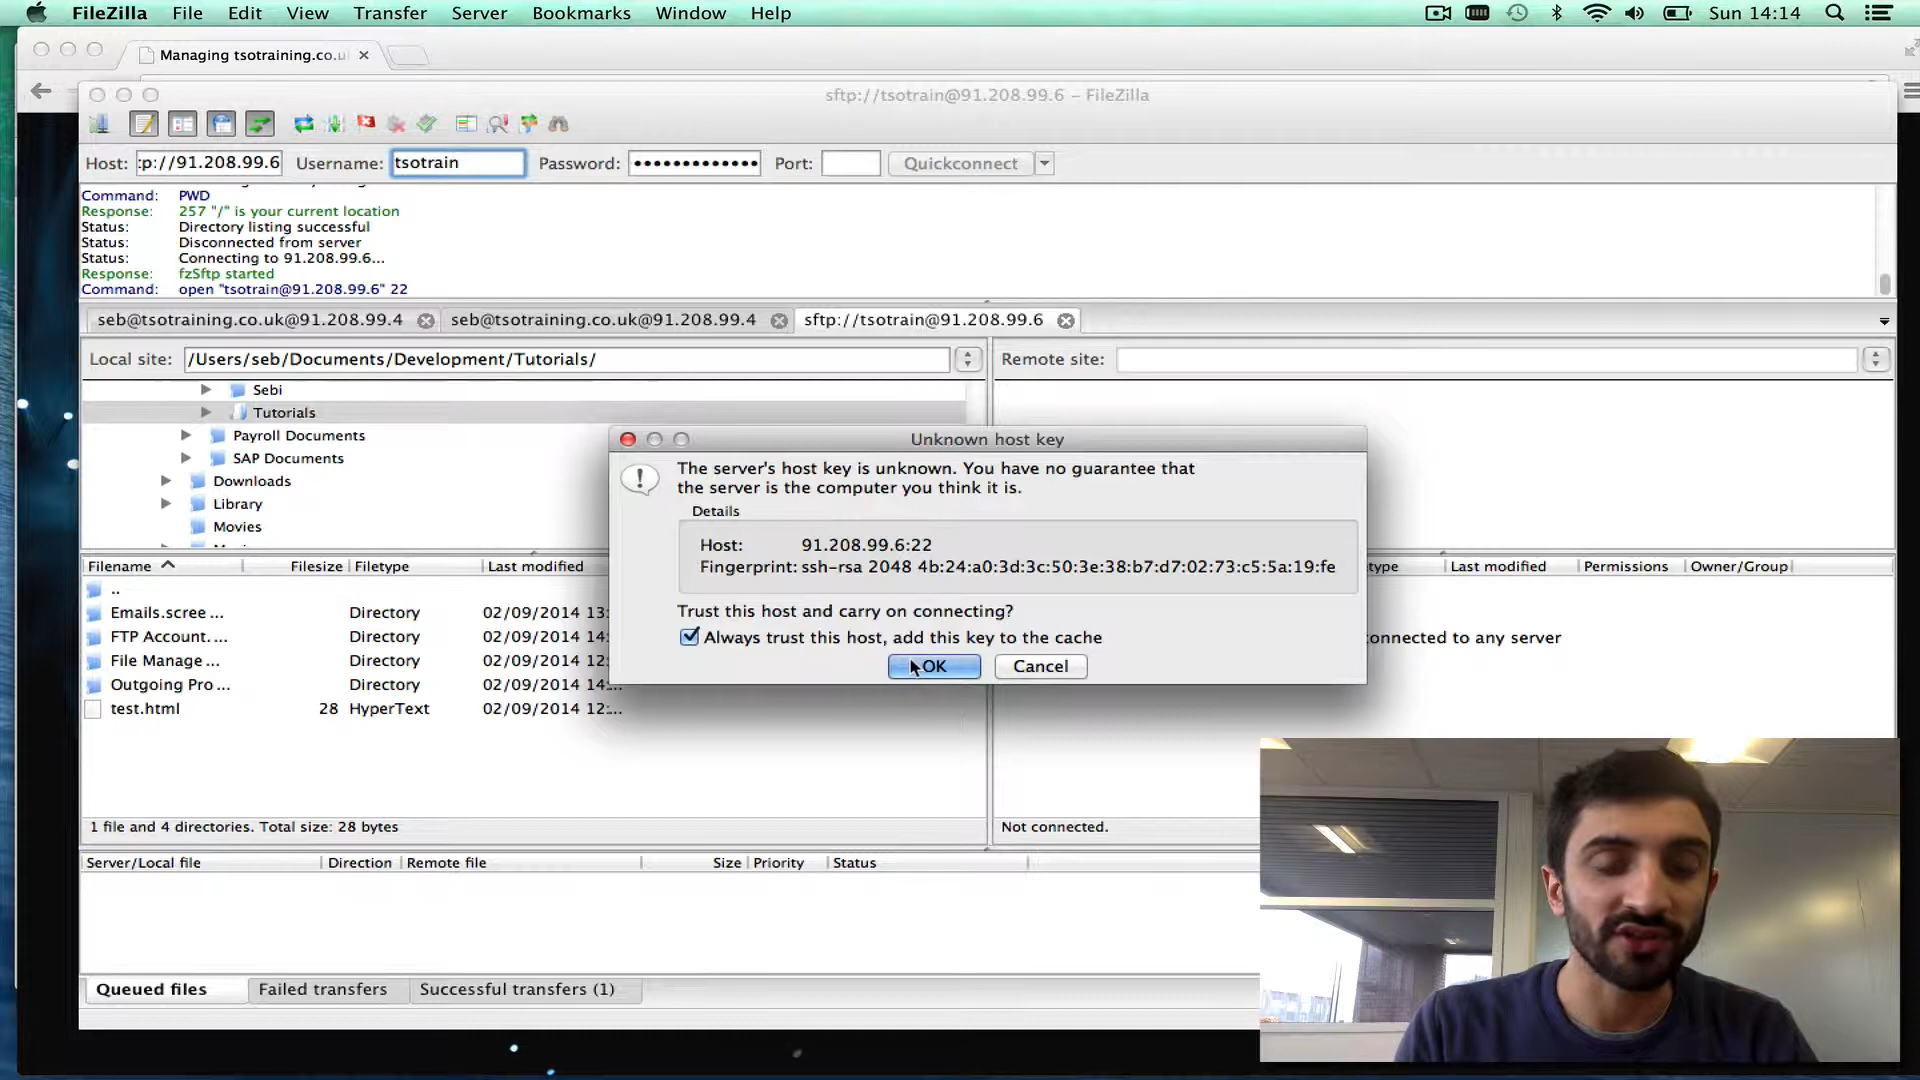 FileZilla File Edit View Transfer Server Bookmarks Window Help Sun 14:14
Managing tsotraining.co.u
sftp://tsotrain@91.208.99.6 – FileZilla
Host: :p://91.208.99.6 Username: tsotrain Password: ••••••••••••• Port: Quickconnect
Command: PWD
Response: 257 "/" is your current location
Status: Directory listing successful
Status: Disconnected from server
Status: Connecting to 91.208.99.6...
Response: fzSftp started
Command: open "tsotrain@91.208.99.6" 22
seb@tsotraining.co.uk@91.208.99.4 seb@tsotraining.co.uk@91.208.99.4 sftp://tsotrain@91.208.99.6
Local site: /Users/seb/Documents/Development/Tutorials/ Remote site:
Sebi
Tutorials
Payroll Documents
SAP Documents
Downloads
Library
Movies
Unknown host key
The server's host key is unknown. You have no guarantee that
the server is the computer you think it is.
Details
Host: 91.208.99.6:22
Fingerprint: ssh-rsa 2048 4b:24:a0:3d:3c:50:3e:38:b7:d7:02:73:c5:5a:19:fe
Trust this host and carry on connecting?
Always trust this host, add this key to the cache
OK Cancel
Filename Filesize Filetype Last modified type Last modified Permissions Owner/Group
..
Emails.scree ... Directory 02/09/2014 13:
FTP Account. ... Directory 02/09/2014 14:
File Manage ... Directory 02/09/2014 12:
Outgoing Pro ... Directory 02/09/2014 14:...
test.html 28 HyperText 02/09/2014 12:...
onnected to any server
1 file and 4 directories. Total size: 28 bytes Not connected.
Server/Local file Direction Remote file Size Priority Status
Queued files Failed transfers Successful transfers (1)